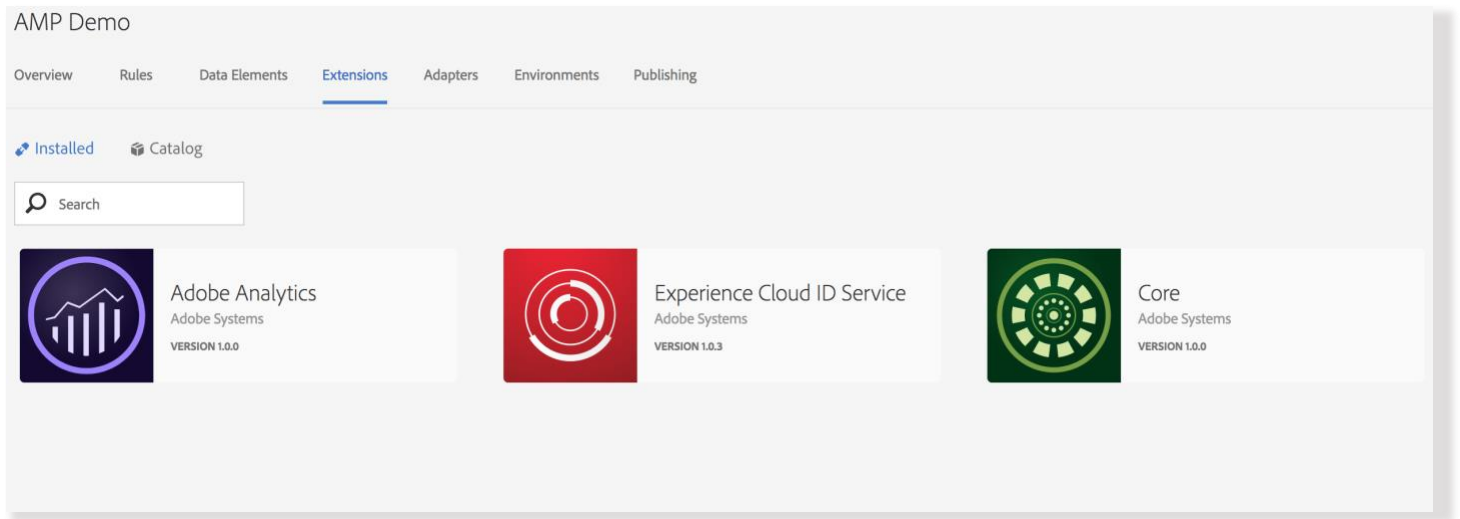 AMP Demo
Overview Rules Data Elements Extensions Adapters Environments Publishing
Installed Catalog
Search
Adobe Analytics
Adobe Systems
VERSION 1.0.0
Experience Cloud ID Service
Adobe Systems
VERSION 1.0.3
Core
Adobe Systems
VERSION 1.0.0